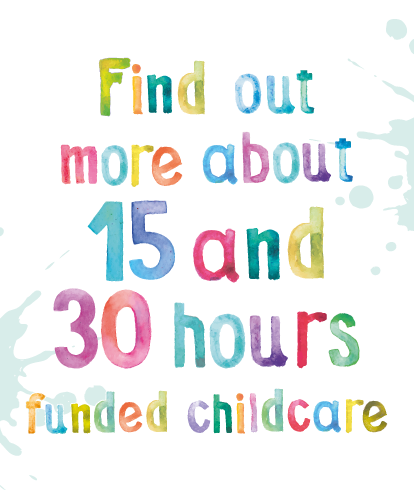 Find out
more about
15 and
30 hours
funded childcare